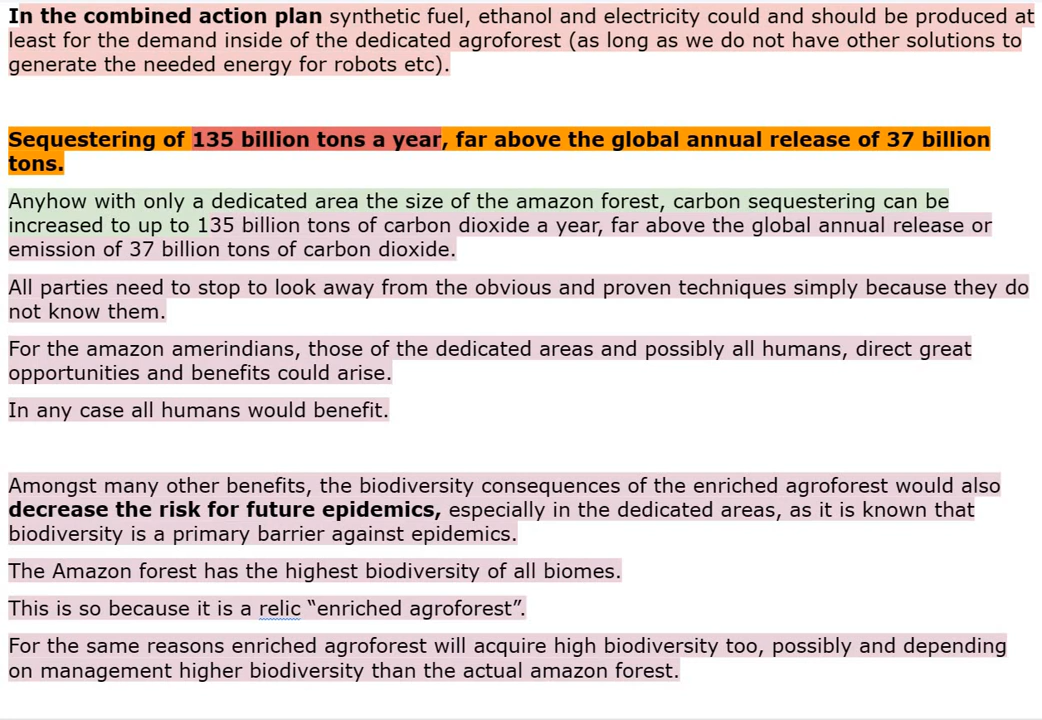 In the combined action plan synthetic fuel, ethanol and electricity could and should be produced at
least for the demand inside of the dedicated agroforest (as long as we do not have other solutions to
generate the needed energy for robots etc).
Sequestering of 135 billion tons a year, far above the global annual release of 37 billion
tons.
Anyhow with only a dedicated area the size of the amazon forest, carbon sequestering can be
increased to up to 135 billion tons of carbon dioxide a year, far above the global annual release or
emission of 37 billion tons of carbon dioxide.
All parties need to stop to look away from the obvious and proven techniques simply because they do
not know them.
For the amazon amerindians, those of the dedicated areas and possibly all humans, direct great
opportunities and benefits could arise.
In any case all humans would benefit.
Amongst many other benefits, the biodiversity consequences of the enriched agroforest would also
decrease the risk for future epidemics, especially in the dedicated areas, as it is known that
biodiversity is a primary barrier against epidemics.
The Amazon forest has the highest biodiversity of all biomes.
This is so because it is a relic “enriched agroforest”.
For the same reasons enriched agroforest will acquire high biodiversity too, possibly and depending
on management higher biodiversity than the actual amazon forest.